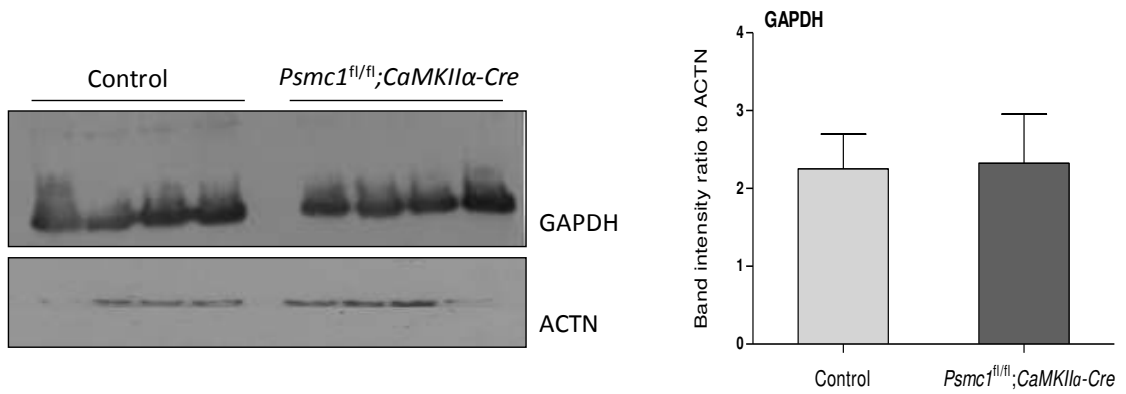 Control
Psmc1fl/fl;CaMKIIα-Cre
GAPDH
ACTN
GAPDH
Band intensity ratio to ACTN
4
3
2
1
0
Control
Psmc1fl/fl;CaMKIIα-Cre